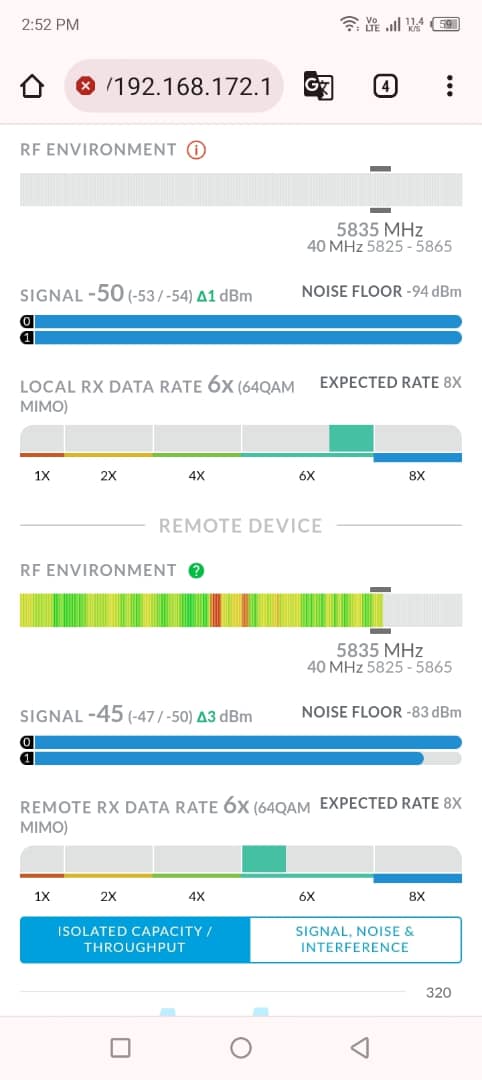 2:52 PM
Vo LTE 11.4 K/S 59
/192.168.172.1 G 4
RF ENVIRONMENT
5835 MHz
40 MHz 5825 - 5865
SIGNAL -50 (-53 / -54) Δ1 dBm NOISE FLOOR -94 dBm
0
1
LOCAL RX DATA RATE 6X (64QAM MIMO) EXPECTED RATE 8X
1X 2X 4X 6X 8X
REMOTE DEVICE
RF ENVIRONMENT ?
5835 MHz
40 MHz 5825 - 5865
SIGNAL -45 (-47 / -50) Δ3 dBm NOISE FLOOR -83 dBm
0
1
REMOTE RX DATA RATE 6X (64QAM MIMO) EXPECTED RATE 8X
1X 2X 4X 6X 8X
ISOLATED CAPACITY / THROUGHPUT
SIGNAL, NOISE & INTERFERENCE
320